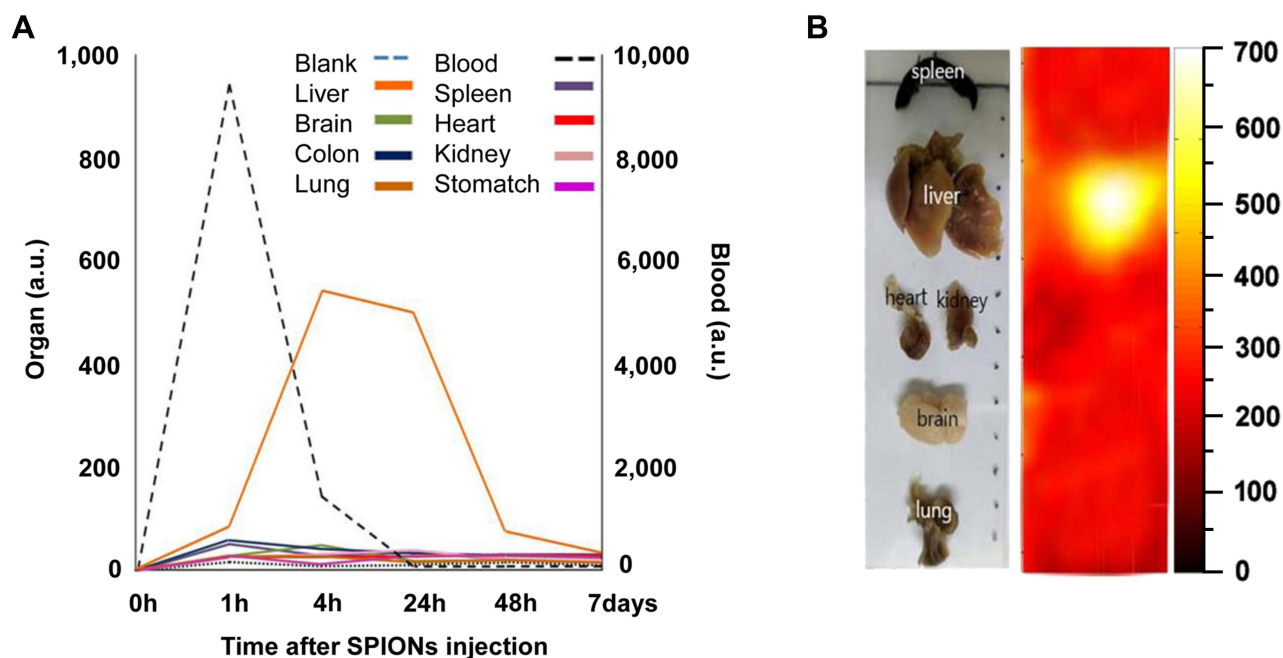 A
1,000
800
600
400
200
0
Organ (a.u.)
Blank Blood
Liver Spleen
Brain Heart
Colon Kidney
Lung Stomatch
10,000
8,000
6,000
4,000
2,000
0
Blood (a.u.)
0h 1h 4h 24h 48h 7days
Time after SPIONs injection
B
spleen
liver
heart kidney
brain
lung
700
600
500
400
300
200
100
0